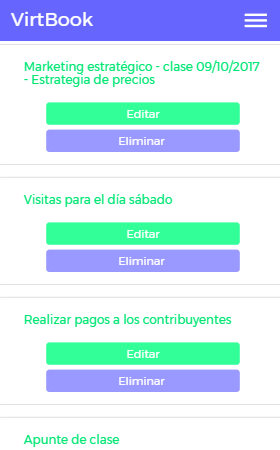 VirtBook
Marketing estratégico - clase 09/10/2017
- Estrategia de precios
Editar
Eliminar
Visitas para el día sábado
Editar
Eliminar
Realizar pagos a los contribuyentes
Editar
Eliminar
Apunte de clase